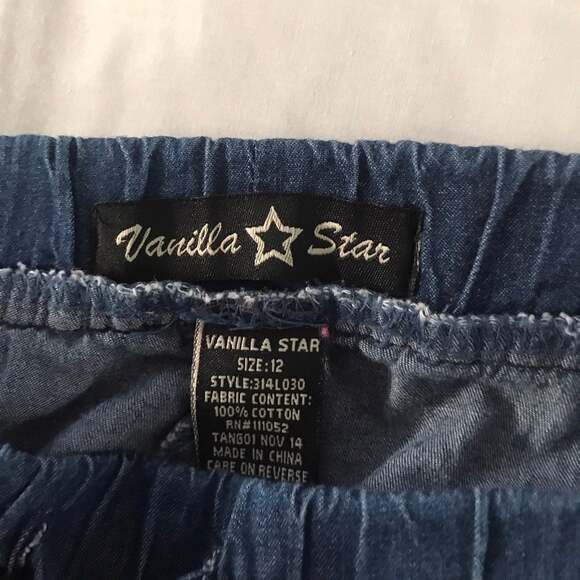 Vanilla Star
VANILLA STAR
SIZE:12
STYLE:314L030
FABRIC CONTENT:
100% COTTON
RN#111052
TANGO1 NOV 14
MADE IN CHINA
CARE ON REVERSE